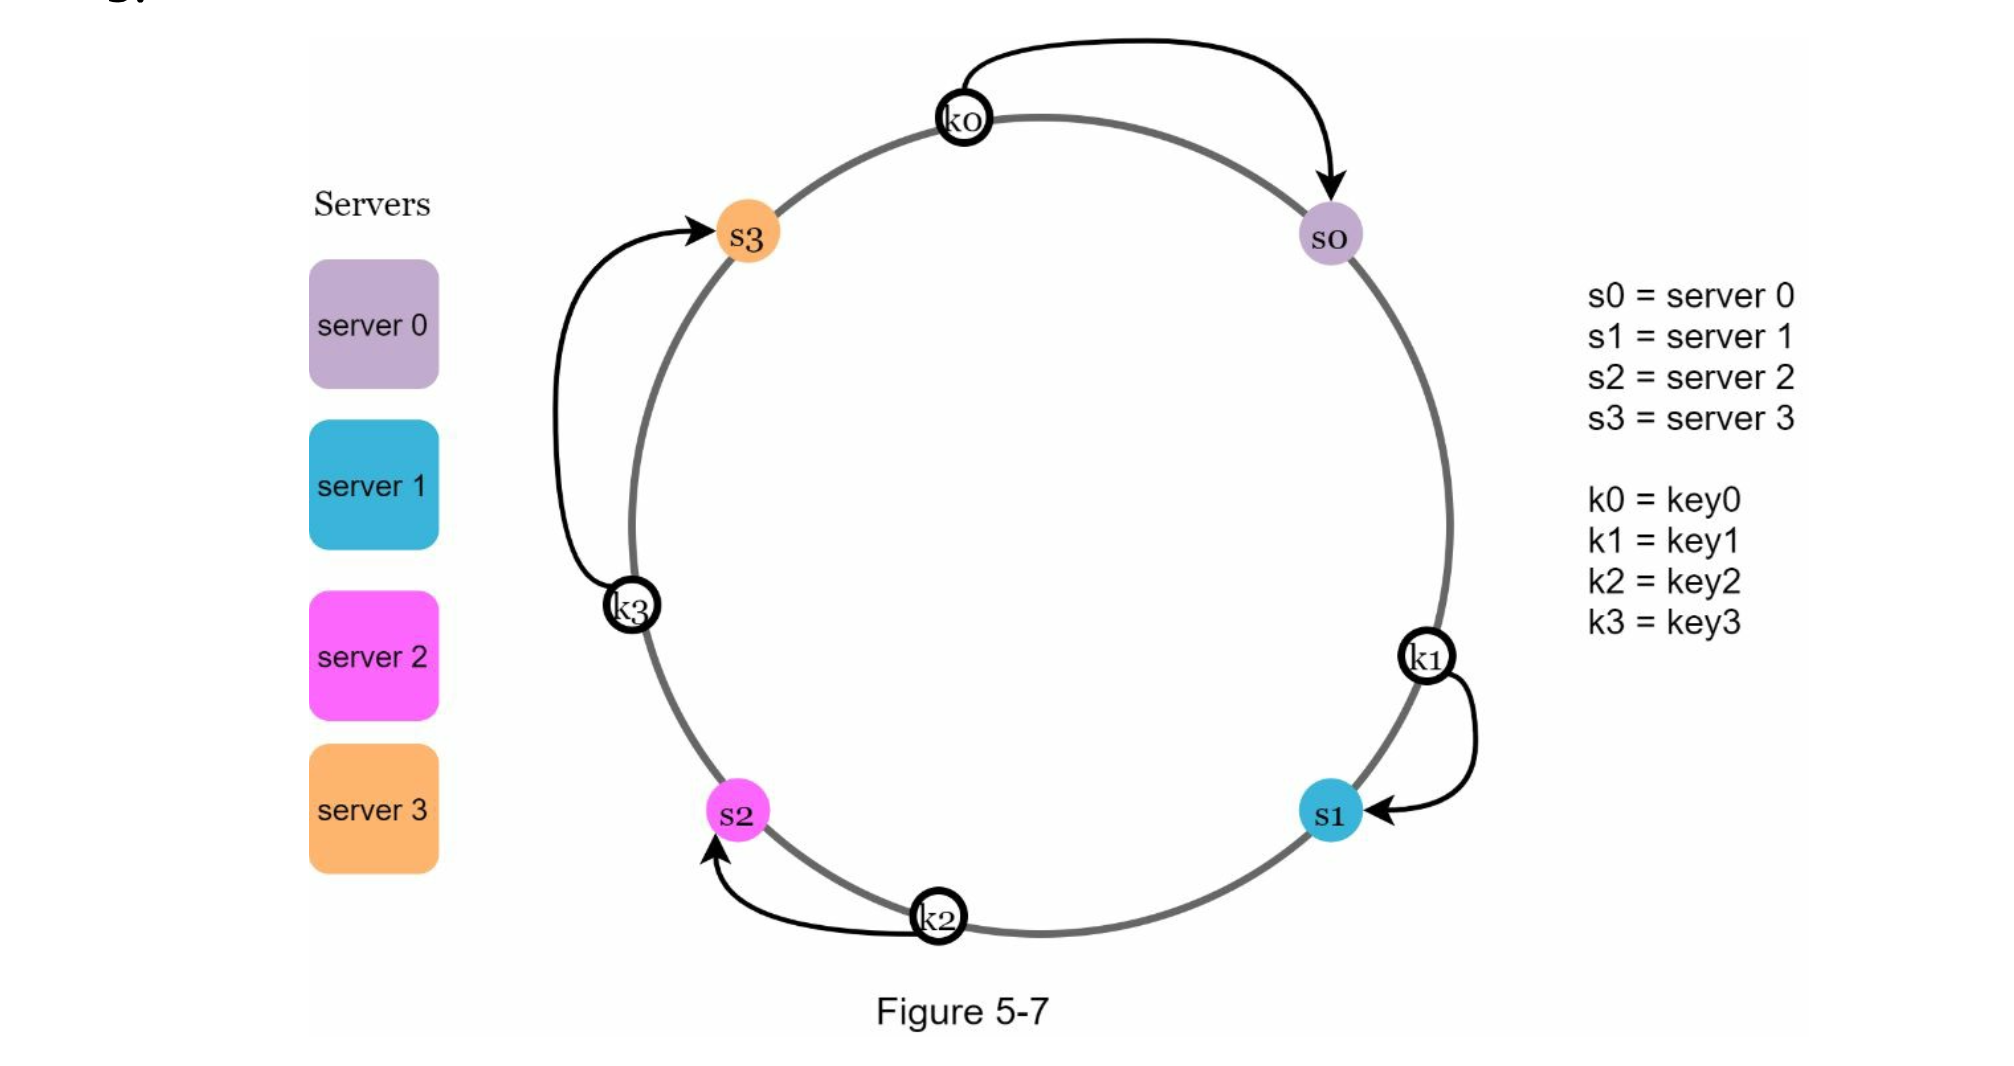 Servers
server 0
server 1
server 2
server 3
k0
s3
s0
k3
k1
s2
s1
k2
s0 = server 0
s1 = server 1
s2 = server 2
s3 = server 3
k0 = key0
k1 = key1
k2 = key2
k3 = key3
Figure 5-7